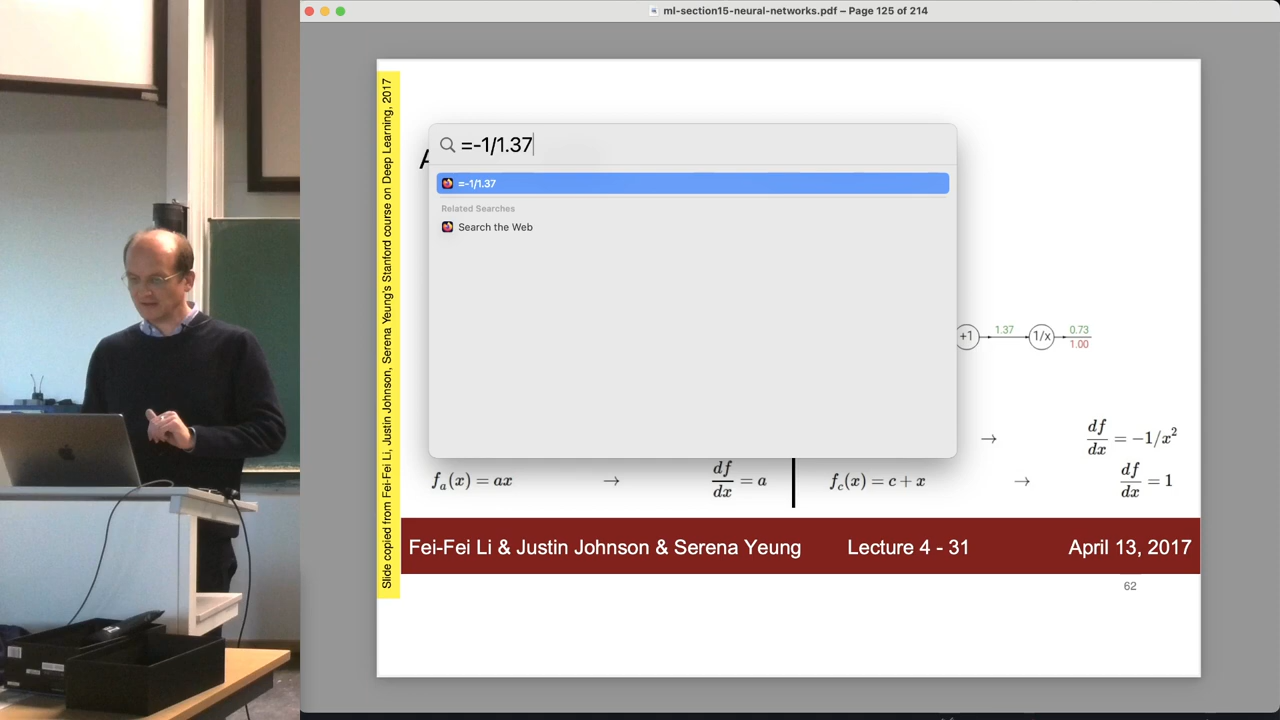 ml-section15-neural-networks.pdf – Page 125 of 214
Slide copied from Fei-Fei Li, Justin Johnson, Serena Yeung's Stanford course on Deep Learning, 2017
A
=-1/1.37
=-1/1.37
Related Searches
Search the Web
+1 1.37 1/x 0.73
1.00
→ df/dx = −1/x²
f_a(x) = ax → df/dx = a f_c(x) = c + x → df/dx = 1
Fei-Fei Li & Justin Johnson & Serena Yeung Lecture 4 - 31 April 13, 2017
62